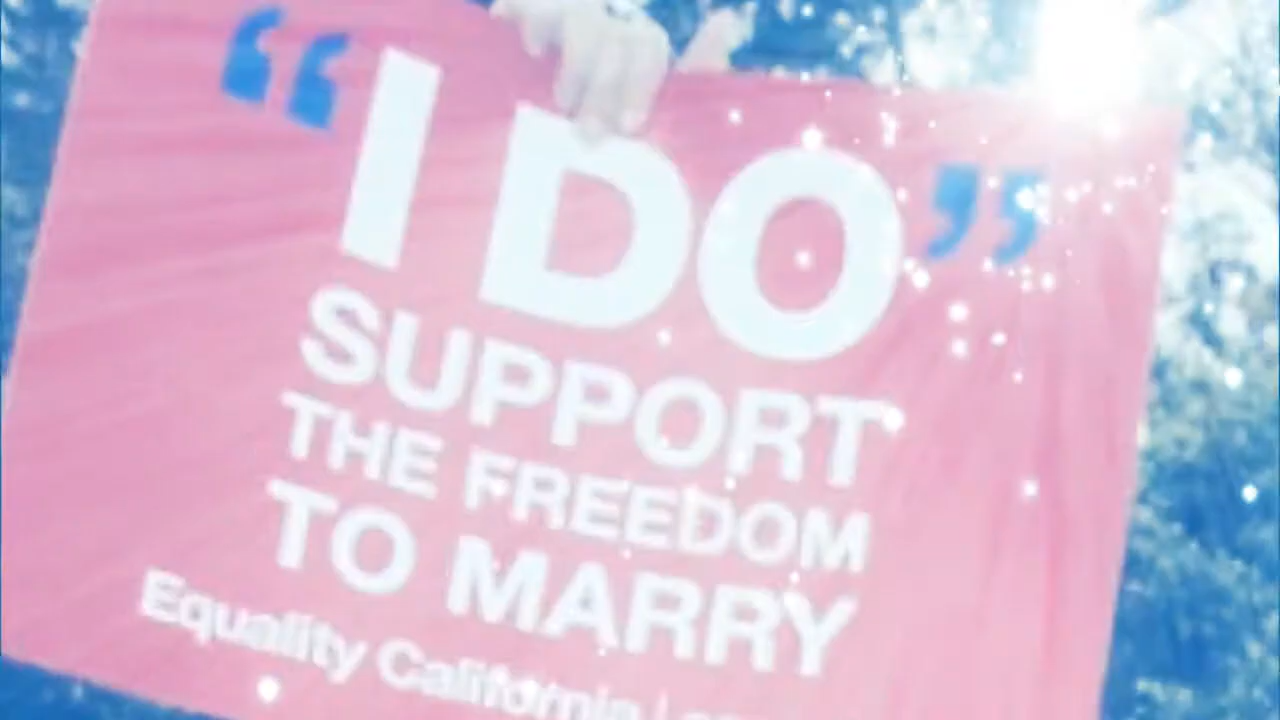 “I DO”
SUPPORT
THE FREEDOM
TO MARRY
Equality California |